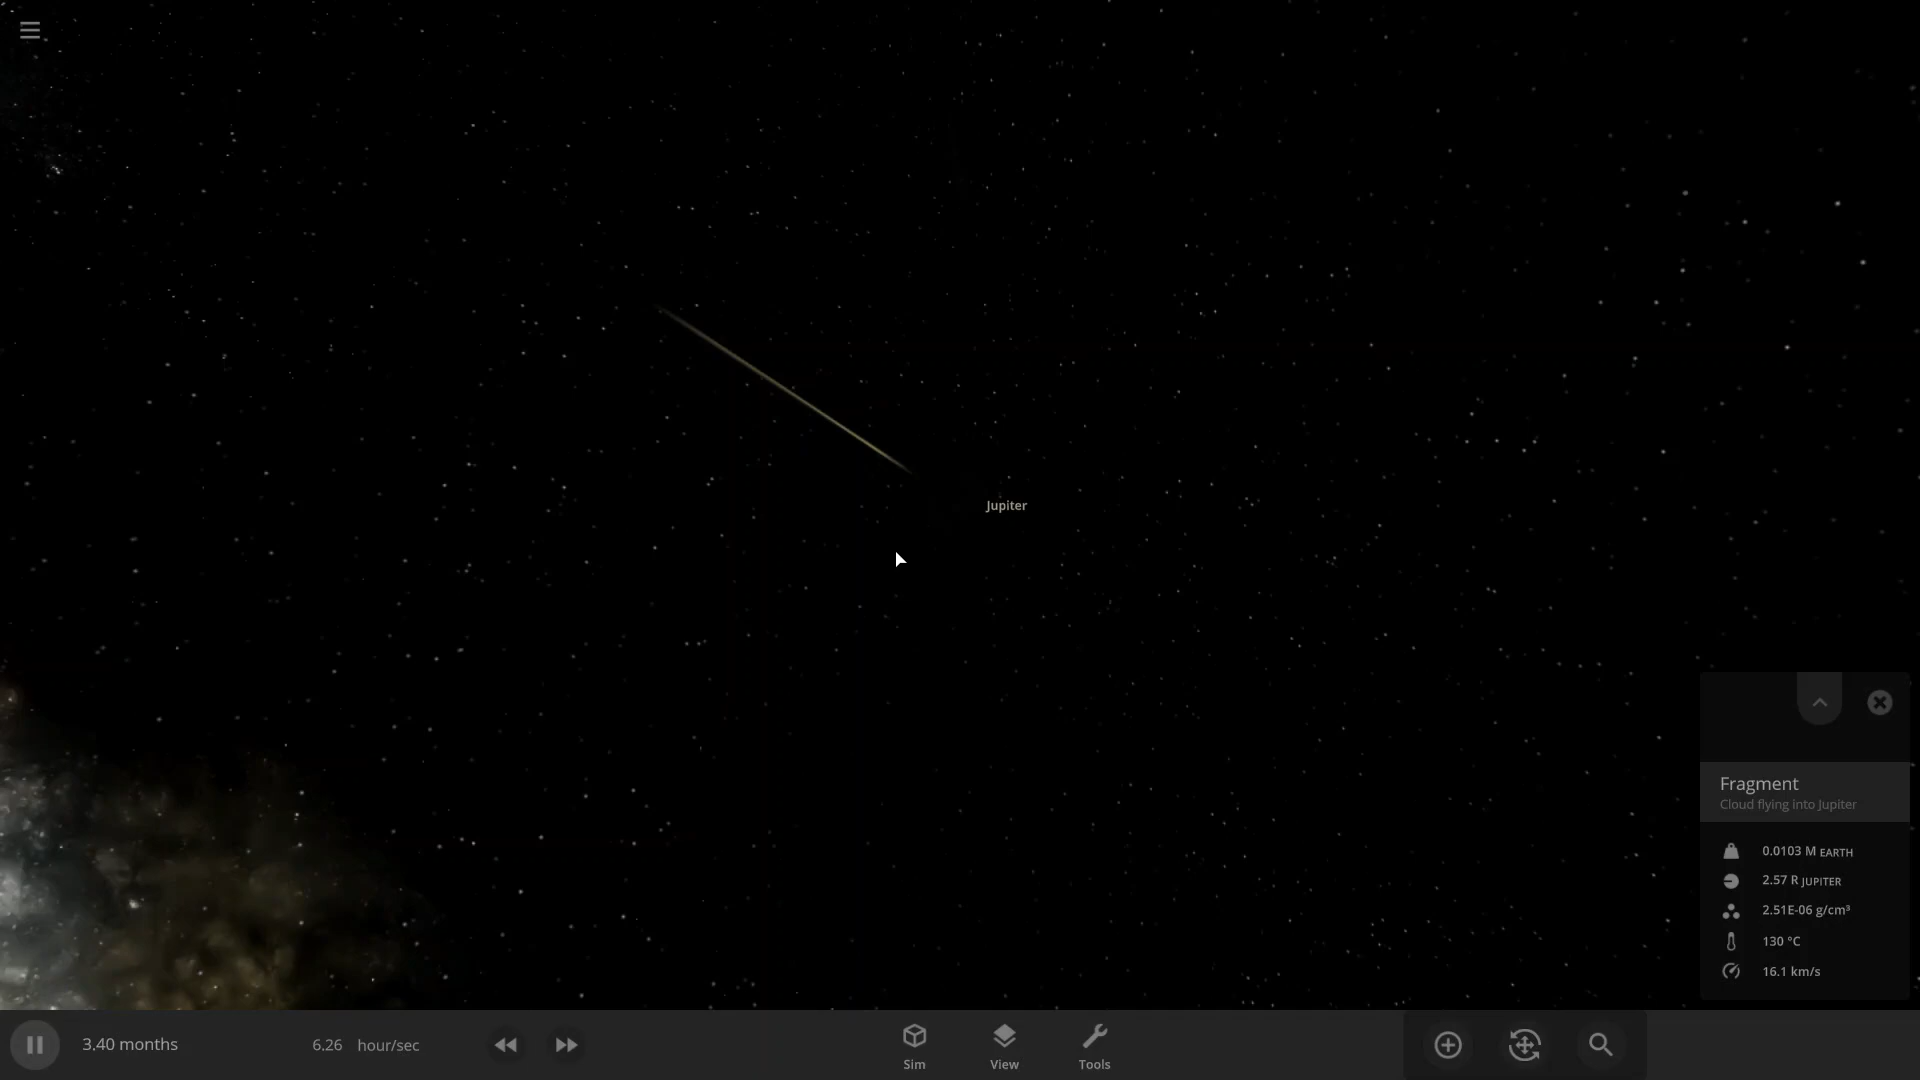 Jupiter
Fragment
Cloud flying into Jupiter
0.0103 M EARTH
2.57 R JUPITER
2.51E-06 g/cm³
130 °C
16.1 km/s
3.40 months
6.26 hour/sec
Sim
View
Tools